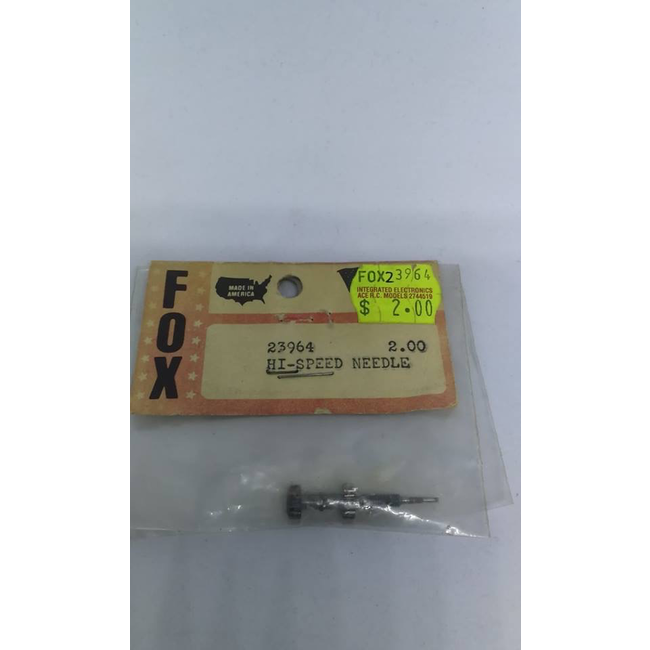 FOX
MADE IN
AMERICA
FOX23964
INTEGRATED ELECTRONICS
ACE R.C. MODELS 2744519
$ 2.00
23964 2.00
HI-SPEED NEEDLE